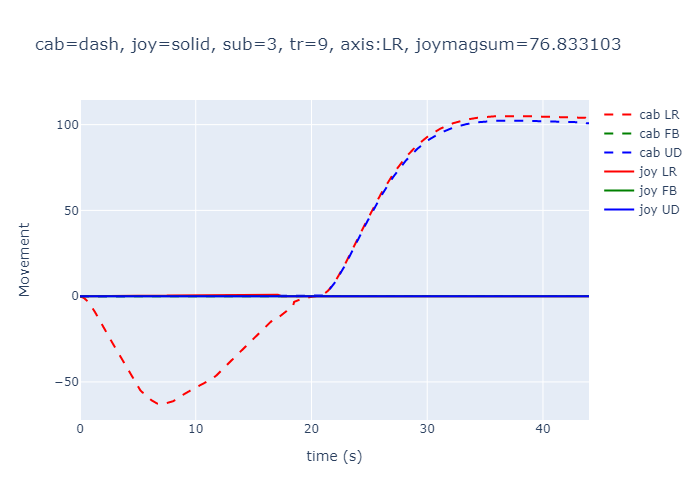 cab=dash, joy=solid, sub=3, tr=9, axis:LR, joymagsum=76.833103
100
50
0
−50
Movement
0
10
20
30
40
time (s)
cab LR
cab FB
cab UD
joy LR
joy FB
joy UD